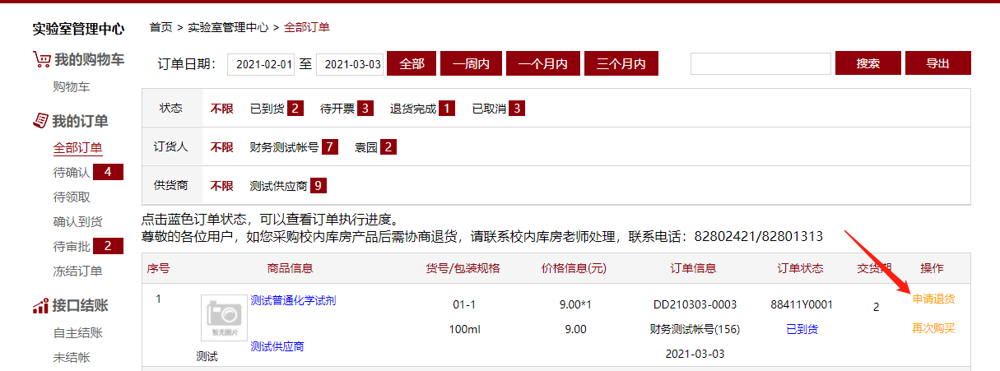 实验室管理中心
首页 > 实验室管理中心 > 全部订单
我的购物车
购物车
我的订单
全部订单
待确认 4
待领取
确认到货
待审批 2
冻结订单
接口结账
自主结账
未结帐
订单日期： 2021-02-01 至 2021-03-03 全部 一周内 一个月内 三个月内 搜索 导出
状态 不限 已到货 2 待开票 3 退货完成 1 已取消 3
订货人 不限 财务测试帐号 7 袁园 2
供货商 不限 测试供应商 9
点击蓝色订单状态，可以查看订单执行进度。
尊敬的各位用户，如您采购校内库房产品后需协商退货，请联系校内库房老师处理，联系电话：82802421/82801313
序号 商品信息 货号/包装规格 价格信息(元) 订单信息 订单状态 交货期 操作
1 测试普通化学试剂 01-1 9.00*1 DD210303-0003 88411Y0001 2 申请退货
暂无图片 100ml 9.00 财务测试帐号(156) 已到货 再次购买
测试 测试供应商 2021-03-03